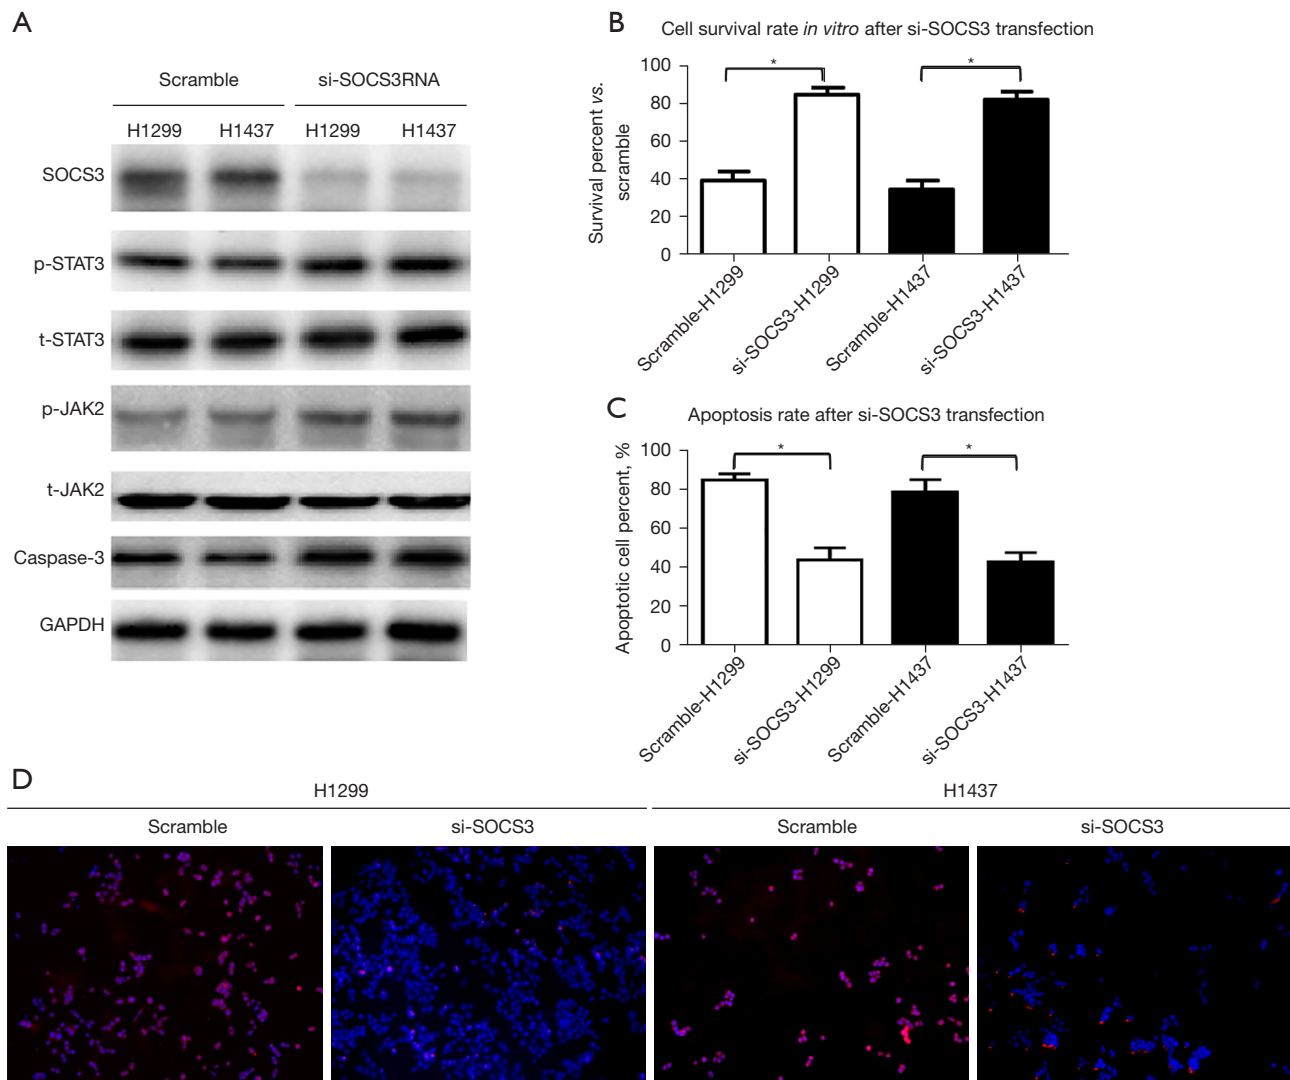 A
Scramble si-SOCS3RNA
H1299 H1437 H1299 H1437
SOCS3
p-STAT3
t-STAT3
p-JAK2
t-JAK2
Caspase-3
GAPDH
B
Cell survival rate in vitro after si-SOCS3 transfection
Survival percent vs.
scramble
100
80
60
40
20
0
* *
Scramble-H1299
si-SOCS3-H1299
Scramble-H1437
si-SOCS3-H1437
C
Apoptosis rate after si-SOCS3 transfection
Apoptotic cell percent, %
100
80
60
40
20
0
* *
Scramble-H1299
si-SOCS3-H1299
Scramble-H1437
si-SOCS3-H1437
D
H1299 H1437
Scramble si-SOCS3 Scramble si-SOCS3